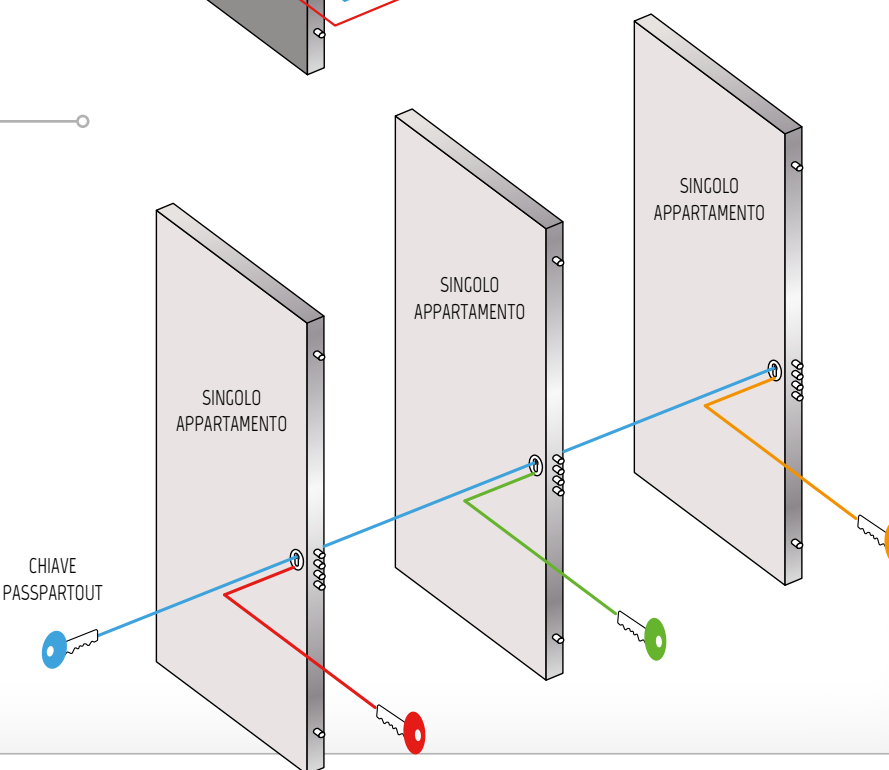 SINGOLO
APPARTAMENTO
SINGOLO
APPARTAMENTO
SINGOLO
APPARTAMENTO
CHIAVE
PASSPARTOUT